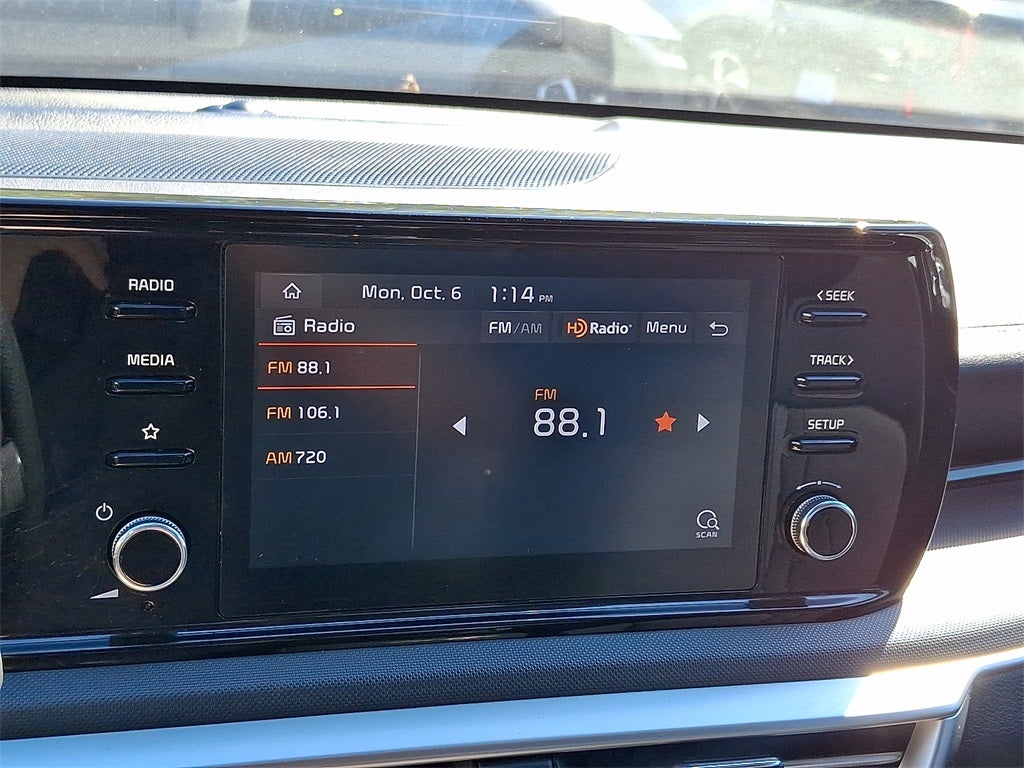 RADIO
MEDIA
Mon, Oct. 6 1:14 PM
Radio FM/AM HD Radio® Menu
FM 88.1
FM 106.1
AM 720
FM
88.1
SCAN
< SEEK
TRACK >
SETUP